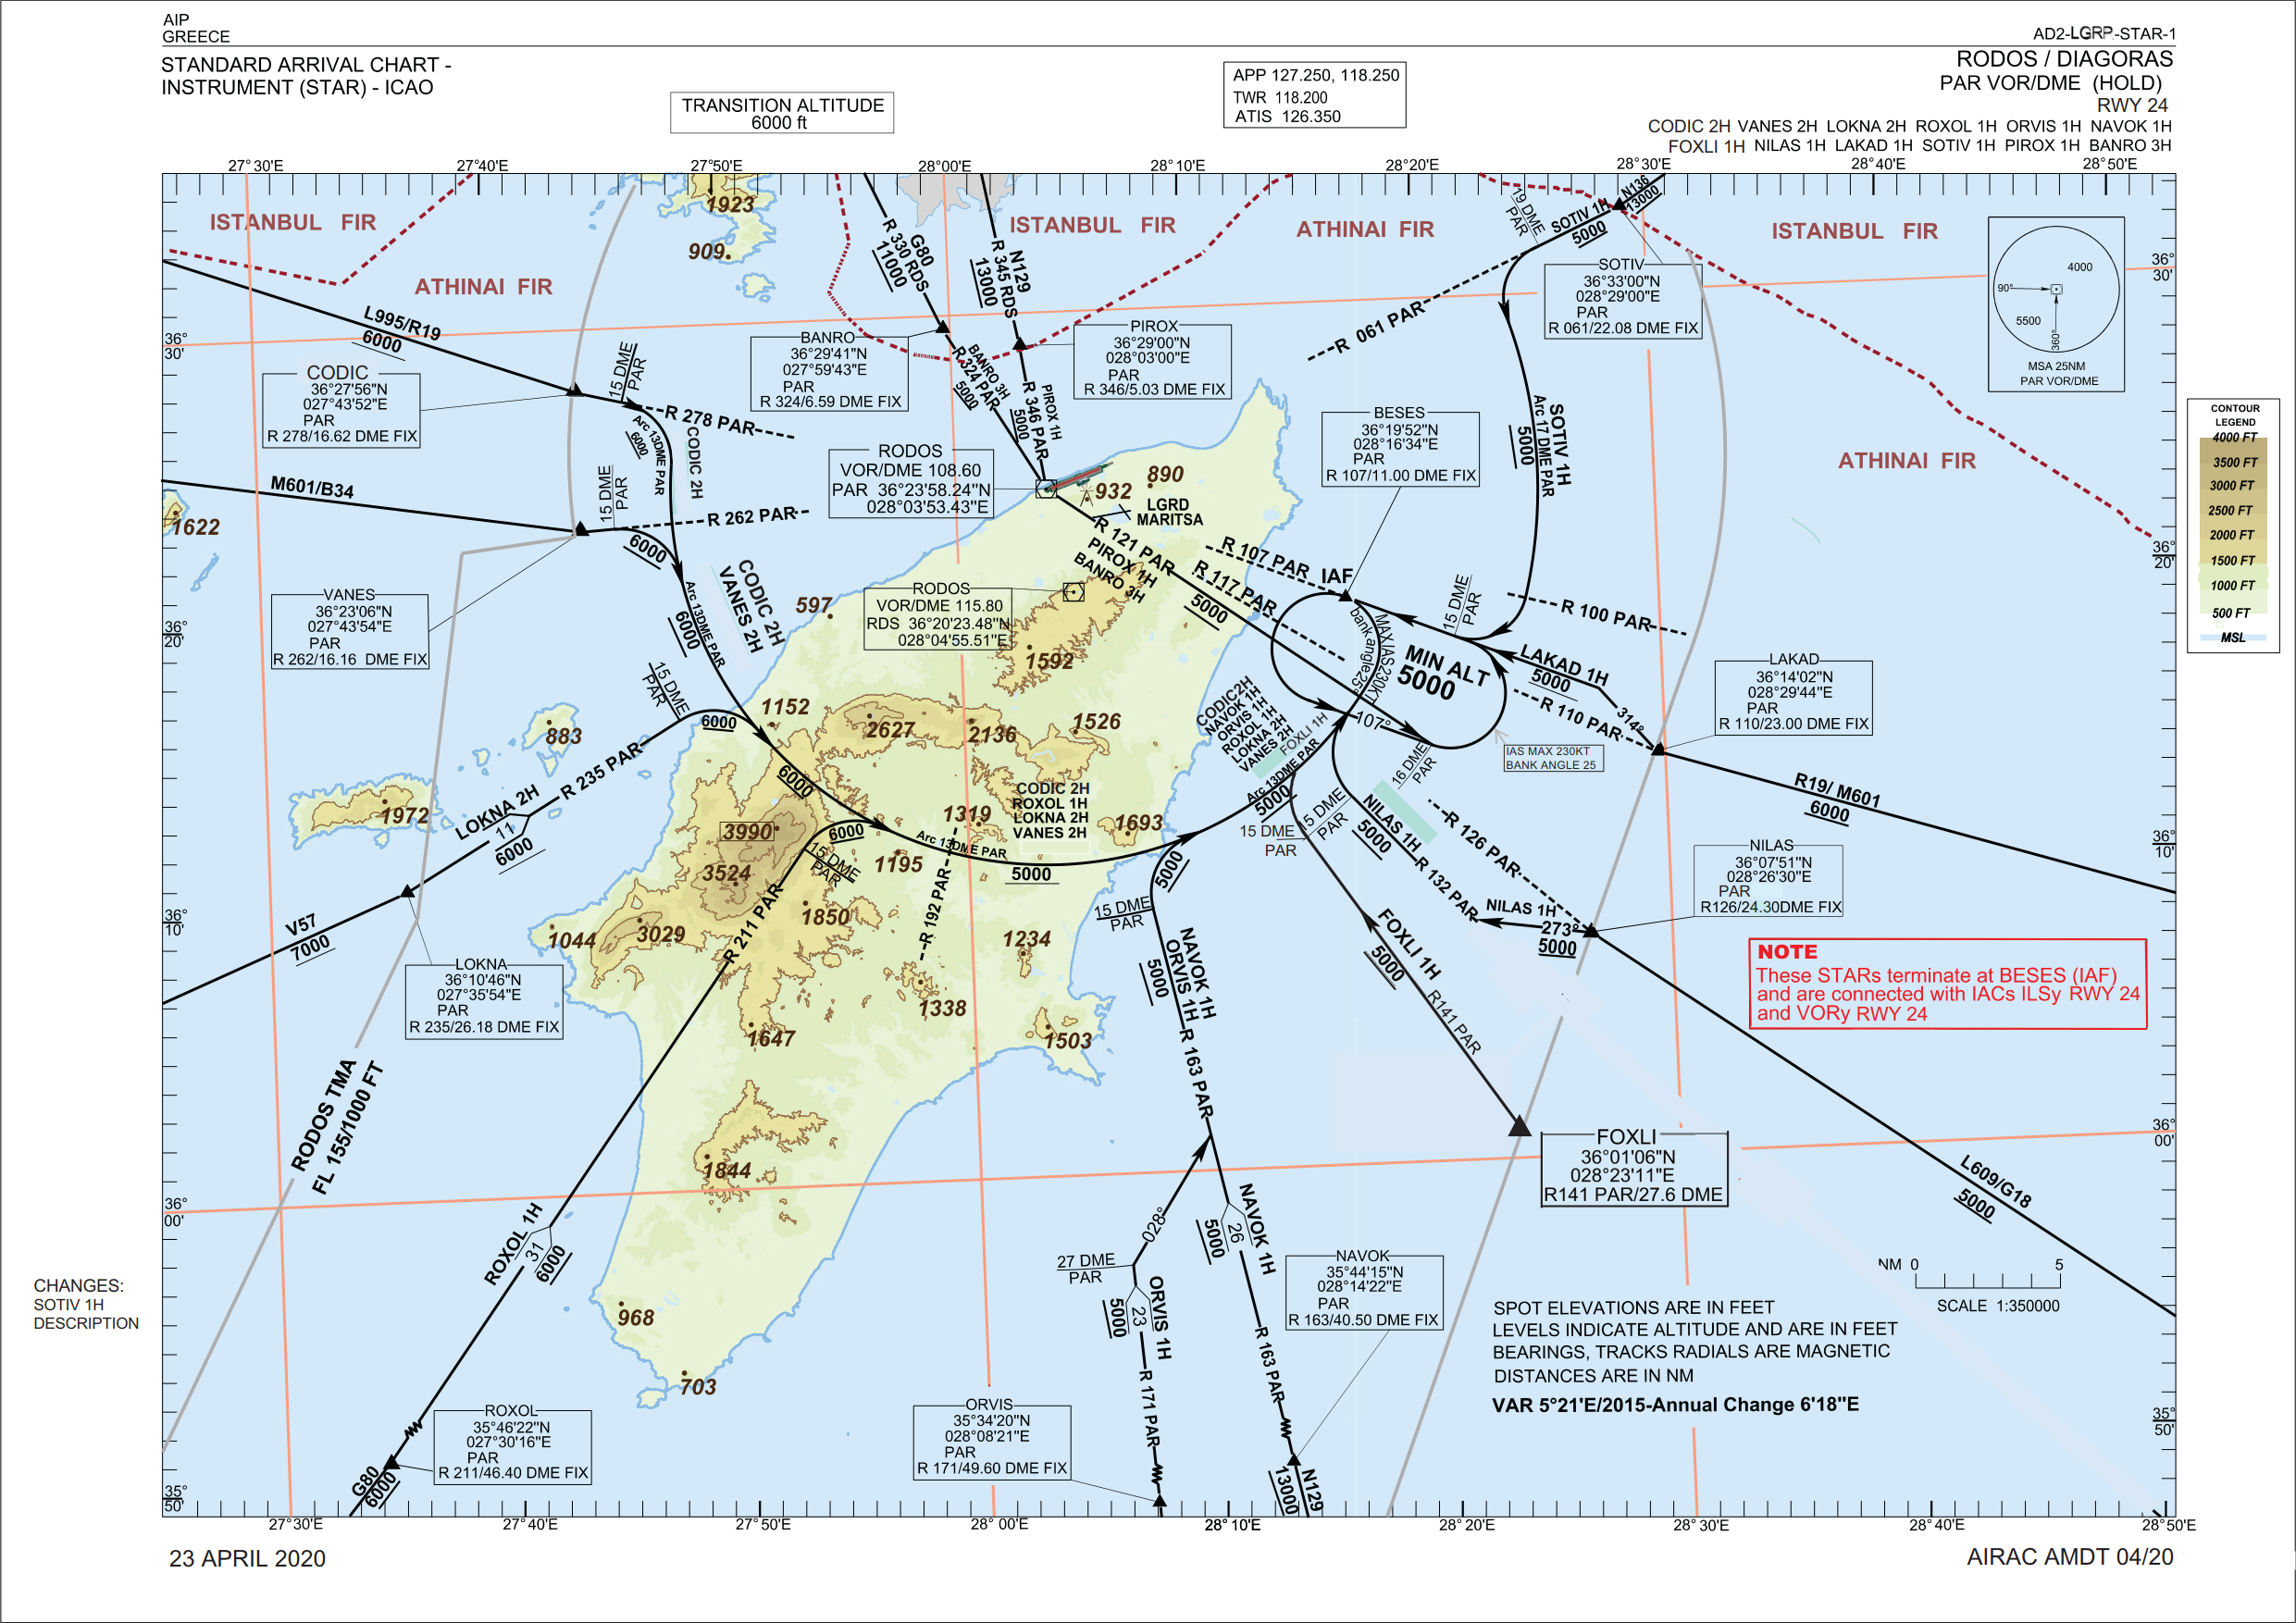 AIP
GREECE
AD2-LGRP-STAR-1
STANDARD ARRIVAL CHART -
INSTRUMENT (STAR) - ICAO
TRANSITION ALTITUDE
6000 ft
APP 127.250, 118.250
TWR 118.200
ATIS 126.350
RODOS / DIAGORAS
PAR VOR/DME (HOLD)
RWY 24
CODIC 2H VANES 2H LOKNA 2H ROXOL 1H ORVIS 1H NAVOK 1H
FOXLI 1H NILAS 1H LAKAD 1H SOTIV 1H PIROX 1H BANRO 3H
27°30'E
27°40'E
27°50'E
28°00'E
28°10'E
28°20'E
28°30'E
28°40'E
28°50'E
ISTANBUL FIR
ATHINAI FIR
ISTANBUL FIR
ATHINAI FIR
ISTANBUL FIR
ATHINAI FIR
1923
909
G80
R 330 RDS
11000
N129
R 345 RDS
13000
19 DME
PAR
SOTIV 1H
5000
N136
13000
SOTIV
36°33'00"N
028°29'00"E
PAR
R 061/22.08 DME FIX
R 061 PAR
4000
90°
5500
360°
MSA 25NM
PAR VOR/DME
36°
30'
36°
30'
L995/R19
6000
CODIC
36°27'56"N
027°43'52"E
PAR
R 278/16.62 DME FIX
15 DME
PAR
R 278 PAR
Arc 13DME PAR
6000
CODIC 2H
BANRO
36°29'41"N
027°59'43"E
PAR
R 324/6.59 DME FIX
BANRO 3H
R 324 PAR
5000
PIROX
36°29'00"N
028°03'00"E
PAR
R 346/5.03 DME FIX
PIROX 1H
R 346 PAR
5000
CONTOUR
LEGEND
4000 FT
3500 FT
3000 FT
2500 FT
2000 FT
1500 FT
1000 FT
500 FT
MSL
BESES
36°19'52"N
028°16'34"E
PAR
R 107/11.00 DME FIX
SOTIV 1H
Arc 17 DME PAR
5000
RODOS
VOR/DME 108.60
PAR 36°23'58.24"N
028°03'53.43"E
890
932
LGRD
MARITSA
M601/B34
15 DME
PAR
R 262 PAR
6000
1622
VANES
36°23'06"N
027°43'54"E
PAR
R 262/16.16 DME FIX
CODIC 2H
VANES 2H
Arc 13DME PAR
6000
597
RODOS
VOR/DME 115.80
RDS 36°20'23.48"N
028°04'55.51"E
1592
R 121 PAR
PIROX 1H
BANRO 3H
R 117 PAR
5000
R 107 PAR
IAF
15 DME
PAR
R 100 PAR
36°
20'
36°
20'
bank angle25°
MAX IAS230KT
MIN ALT
5000
LAKAD 1H
5000
314°
R 110 PAR
LAKAD
36°14'02"N
028°29'44"E
PAR
R 110/23.00 DME FIX
IAS MAX 230KT
BANK ANGLE 25
107°
16 DME
PAR
R19/ M601
6000
15 DME
PAR
6000
883
1972
R 235 PAR
LOKNA 2H
11
6000
V57
7000
LOKNA
36°10'46"N
027°35'54"E
PAR
R 235/26.18 DME FIX
1152
2627
2136
1526
6000
3990
6000
15 DME
PAR
3524
1195
1319
1693
CODIC 2H
ROXOL 1H
LOKNA 2H
VANES 2H
Arc 13DME PAR
5000
CODIC2H
NAVOK 1H
ORVIS 1H
ROXOL 1H
LOKNA 2H
VANES 2H
FOXLI 1H
Arc 13DME PAR
5000
15 DME
PAR
15 DME
PAR
NILAS 1H
5000
R 132 PAR
R 126 PAR
NILAS 1H
273°
5000
NILAS
36°07'51"N
028°26'30"E
PAR
R126/24.30DME FIX
36°
10'
36°
10'
5000
15 DME
PAR
1044
3029
1850
R 211 PAR
R 192 PAR
1234
1338
1503
1647
1844
NAVOK 1H
ORVIS 1H
5000
R 163 PAR
FOXLI 1H
5000
R141 PAR
NOTE
These STARs terminate at BESES (IAF)
and are connected with IACs ILSy RWY 24
and VORy RWY 24
FOXLI
36°01'06"N
028°23'11"E
R141 PAR/27.6 DME
L609/G18
5000
RODOS TMA
FL 155/1000 FT
36°
00'
36°
00'
ROXOL 1H
31
6000
028°
27 DME
PAR
ORVIS 1H
23
5000
R 171 PAR
NAVOK 1H
26
5000
R 163 PAR
NAVOK
35°44'15"N
028°14'22"E
PAR
R 163/40.50 DME FIX
N129
13000
968
703
NM 0 5
SCALE 1:350000
CHANGES:
SOTIV 1H
DESCRIPTION
SPOT ELEVATIONS ARE IN FEET
LEVELS INDICATE ALTITUDE AND ARE IN FEET
BEARINGS, TRACKS RADIALS ARE MAGNETIC
DISTANCES ARE IN NM
VAR 5°21'E/2015-Annual Change 6'18"E
ROXOL
35°46'22"N
027°30'16"E
PAR
R 211/46.40 DME FIX
G80
6000
ORVIS
35°34'20"N
028°08'21"E
PAR
R 171/49.60 DME FIX
35°
50'
35°
50'
27°30'E
27°40'E
27°50'E
28°00'E
28°10'E
28°20'E
28°30'E
28°40'E
28°50'E
23 APRIL 2020
AIRAC AMDT 04/20